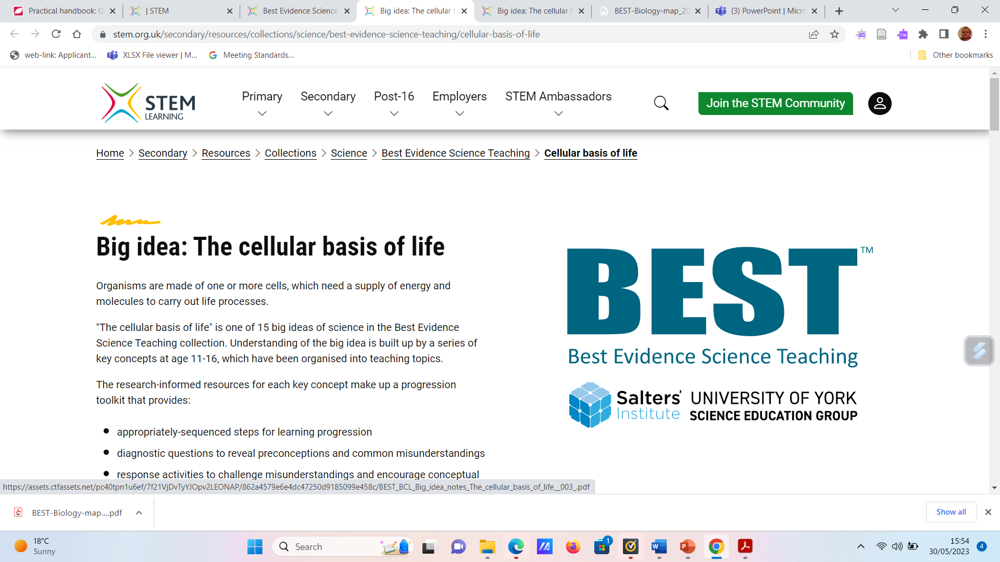 Practical handbook: G
| STEM
Best Evidence Science
Big idea: The cellular b
Big idea: The cellular b
BEST-Biology-map_20
(3) PowerPoint | Micro
stem.org.uk/secondary/resources/collections/science/best-evidence-science-teaching/cellular-basis-of-life
web-link: Applicant...
XLSX File viewer | M...
Meeting Standards...
Other bookmarks
STEM
LEARNING
Primary
Secondary
Post-16
Employers
STEM Ambassadors
Join the STEM Community
Home > Secondary > Resources > Collections > Science > Best Evidence Science Teaching > Cellular basis of life
Big idea: The cellular basis of life
Organisms are made of one or more cells, which need a supply of energy and
molecules to carry out life processes.
"The cellular basis of life" is one of 15 big ideas of science in the Best Evidence
Science Teaching collection. Understanding of the big idea is built up by a series of
key concepts at age 11-16, which have been organised into teaching topics.
The research-informed resources for each key concept make up a progression
toolkit that provides:
• appropriately-sequenced steps for learning progression
• diagnostic questions to reveal preconceptions and common misunderstandings
• response activities to challenge misunderstandings and encourage conceptual
BEST™
Best Evidence Science Teaching
Salters'
Institute
UNIVERSITY OF YORK
SCIENCE EDUCATION GROUP
https://assets.ctfassets.net/pc40tpn1u6ef/7f21VjDvTyYJOpv2LEONAP/862a4579e6e4dc47250d9185099e458c/BEST_BCL_Big_idea_notes_The_cellular_basis_of_life__003_.pdf
BEST-Biology-map....pdf
Show all
18°C
Sunny
Search
1
15:54
30/05/2023
4